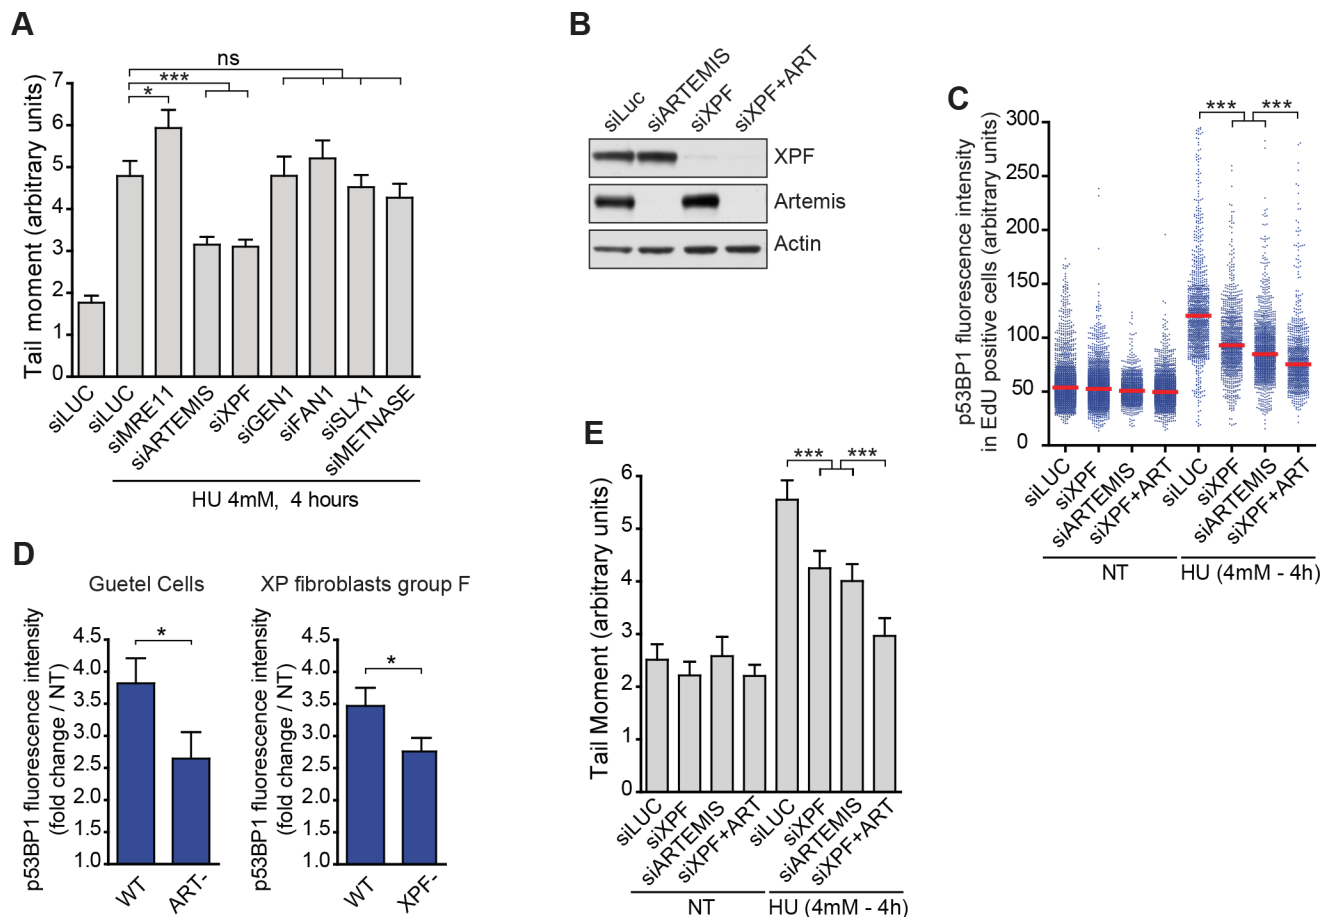 A
Tail moment (arbitrary units)
7
6
5
4
3
2
1
0
ns
***
*
siLUC
siLUC
siMRE11
siARTEMIS
siXPF
siGEN1
siFAN1
siSLX1
siMETNASE
HU 4mM, 4 hours
B
siLuc
siARTEMIS
siXPF
siXPF+ART
XPF
Artemis
Actin
C
p53BP1 fluorescence intensity
in EdU positive cells (arbitrary units)
300
250
200
150
100
50
0
***
***
siLUC
siXPF
siARTEMIS
siXPF+ART
siLUC
siXPF
siARTEMIS
siXPF+ART
NT
HU (4mM - 4h)
D
Guetel Cells
p53BP1 fluorescence intensity
(fold change / NT)
4.5
4.0
3.5
3.0
2.5
2.0
1.5
1.0
*
WT
ART-
XP fibroblasts group F
p53BP1 fluorescence intensity
(fold change / NT)
4.5
4.0
3.5
3.0
2.5
2.0
1.5
1.0
*
WT
XPF-
E
Tail Moment (arbitrary units)
6
5
4
3
2
1
0
***
***
siLUC
siXPF
siARTEMIS
siXPF+ART
siLUC
siXPF
siARTEMIS
siXPF+ART
NT
HU (4mM - 4h)